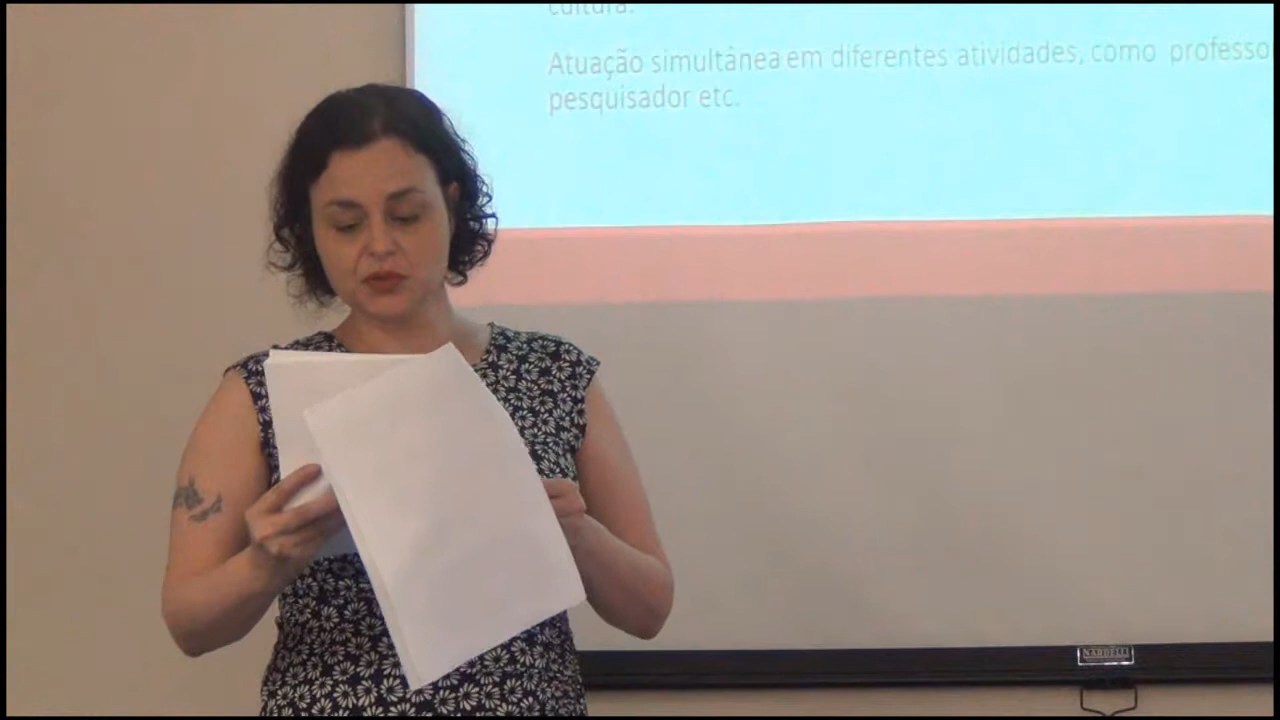 cultura.
Atuação simultânea em diferentes atividades, como professo
pesquisador etc.
NARDELLI